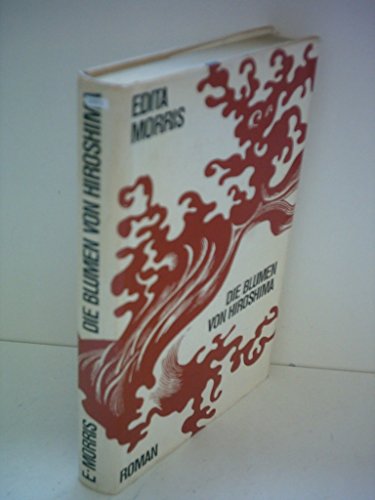 EDITA
MORRIS
DIE BLUMEN
VON HIROSHIMA
DIE BLUMEN VON HIROSHIMA
E·MORRIS
ROMAN